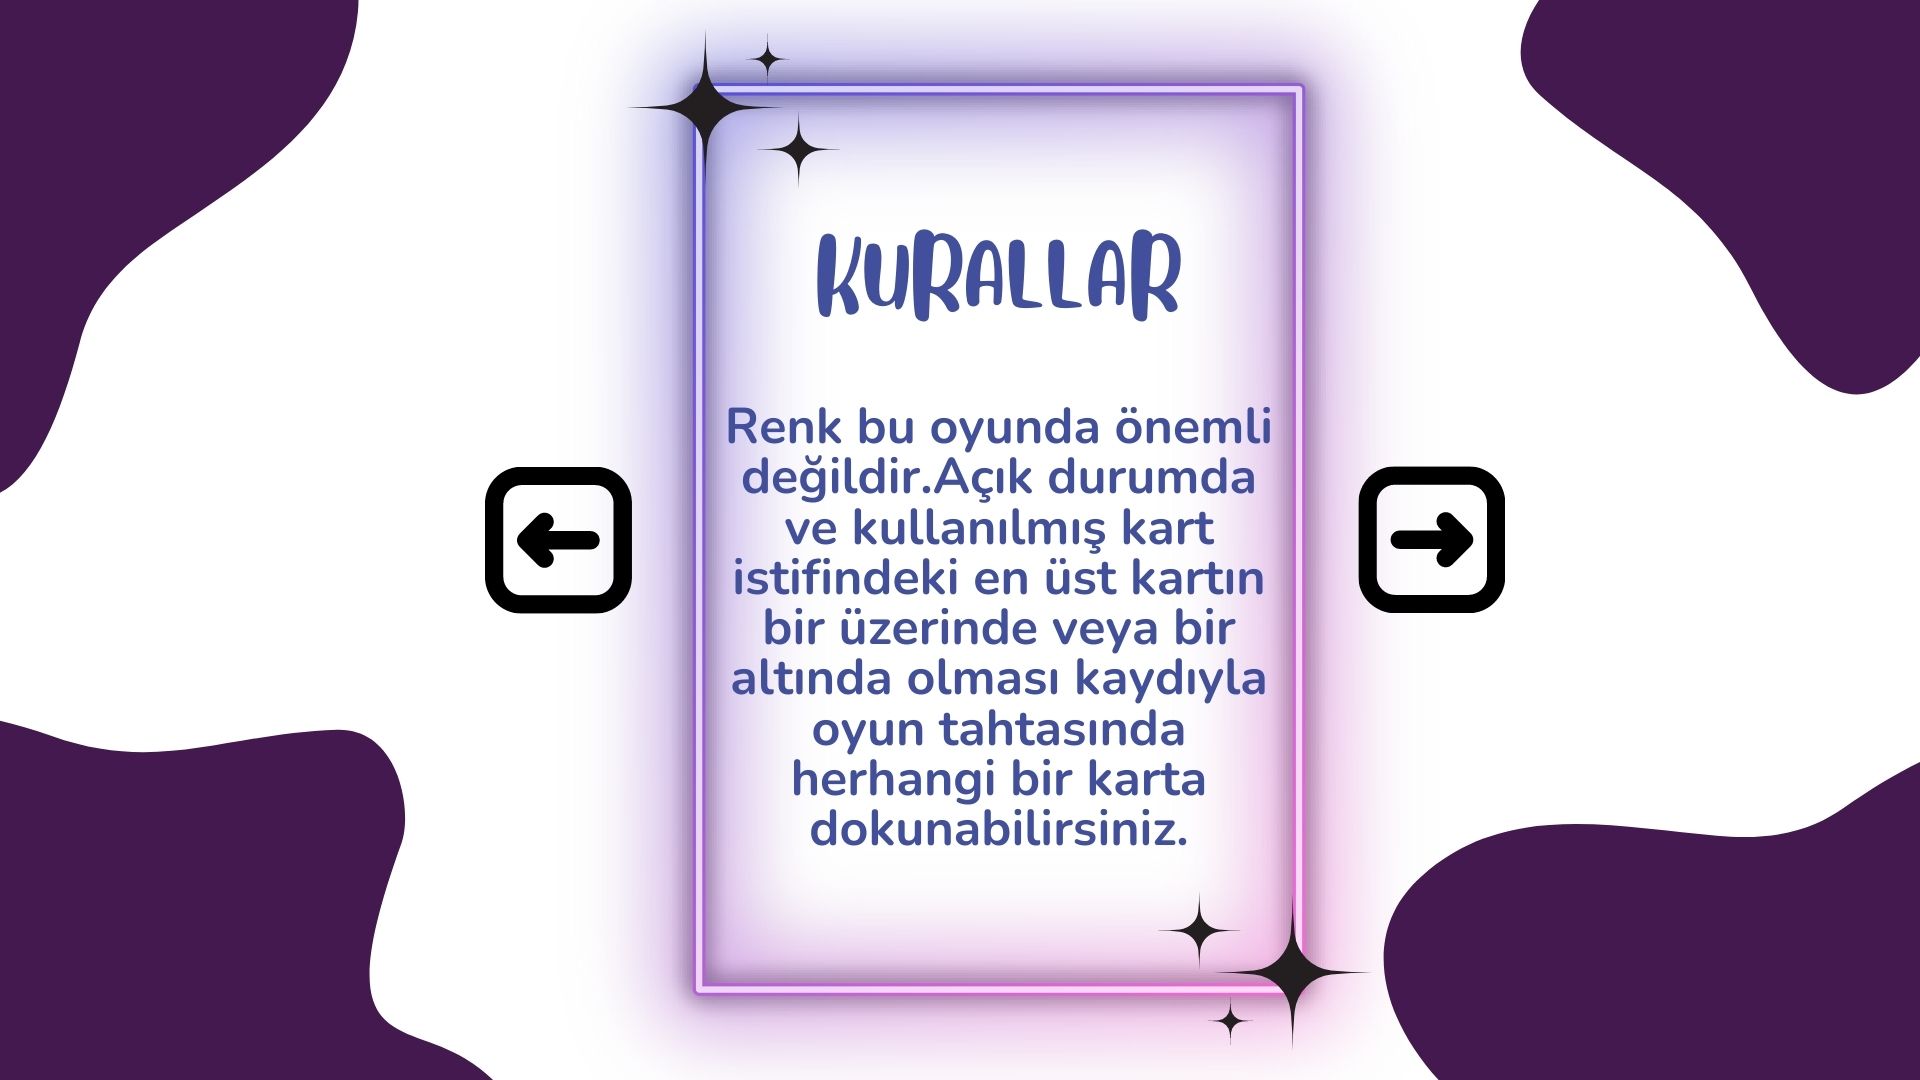 KURALLAR
Renk bu oyunda önemli
değildir.Açık durumda
ve kullanılmış kart
istifindeki en üst kartın
bir üzerinde veya bir
altında olması kaydıyla
oyun tahtasında
herhangi bir karta
dokunabilirsiniz.